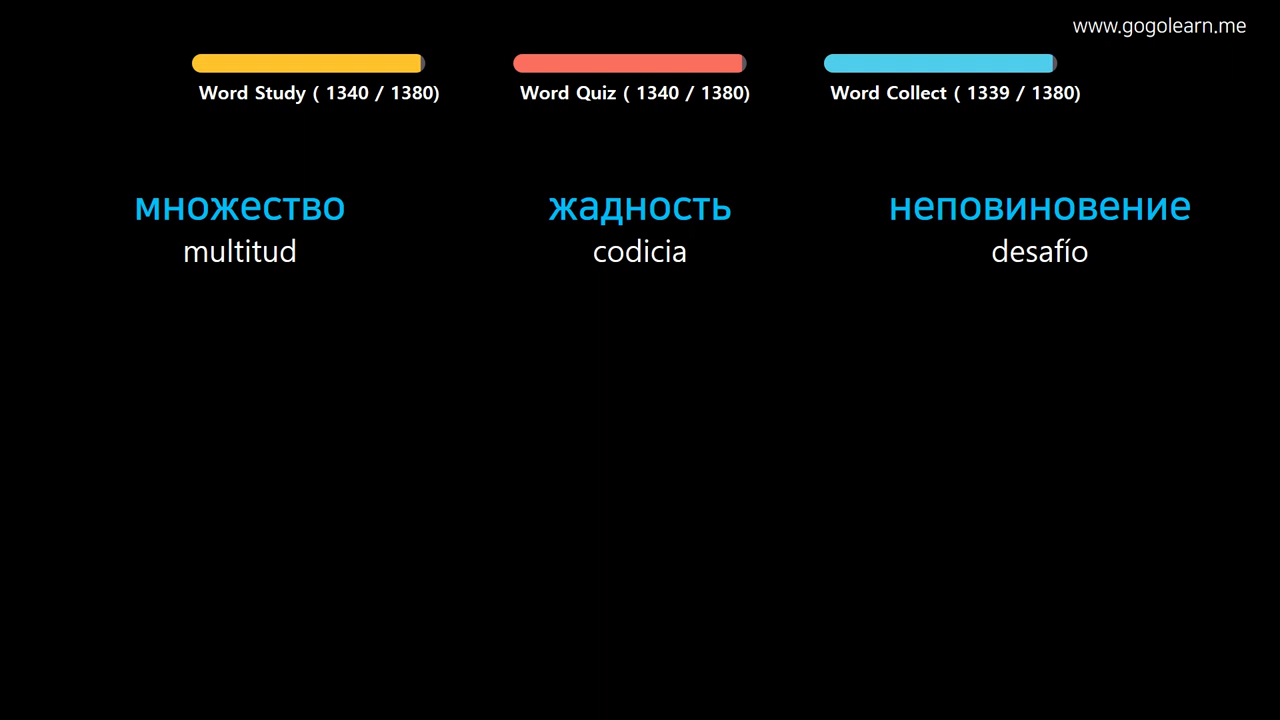 www.gogolearn.me
Word Study ( 1340 / 1380)
Word Quiz ( 1340 / 1380)
Word Collect ( 1339 / 1380)
множество
multitud
жадность
codicia
неповиновение
desafío